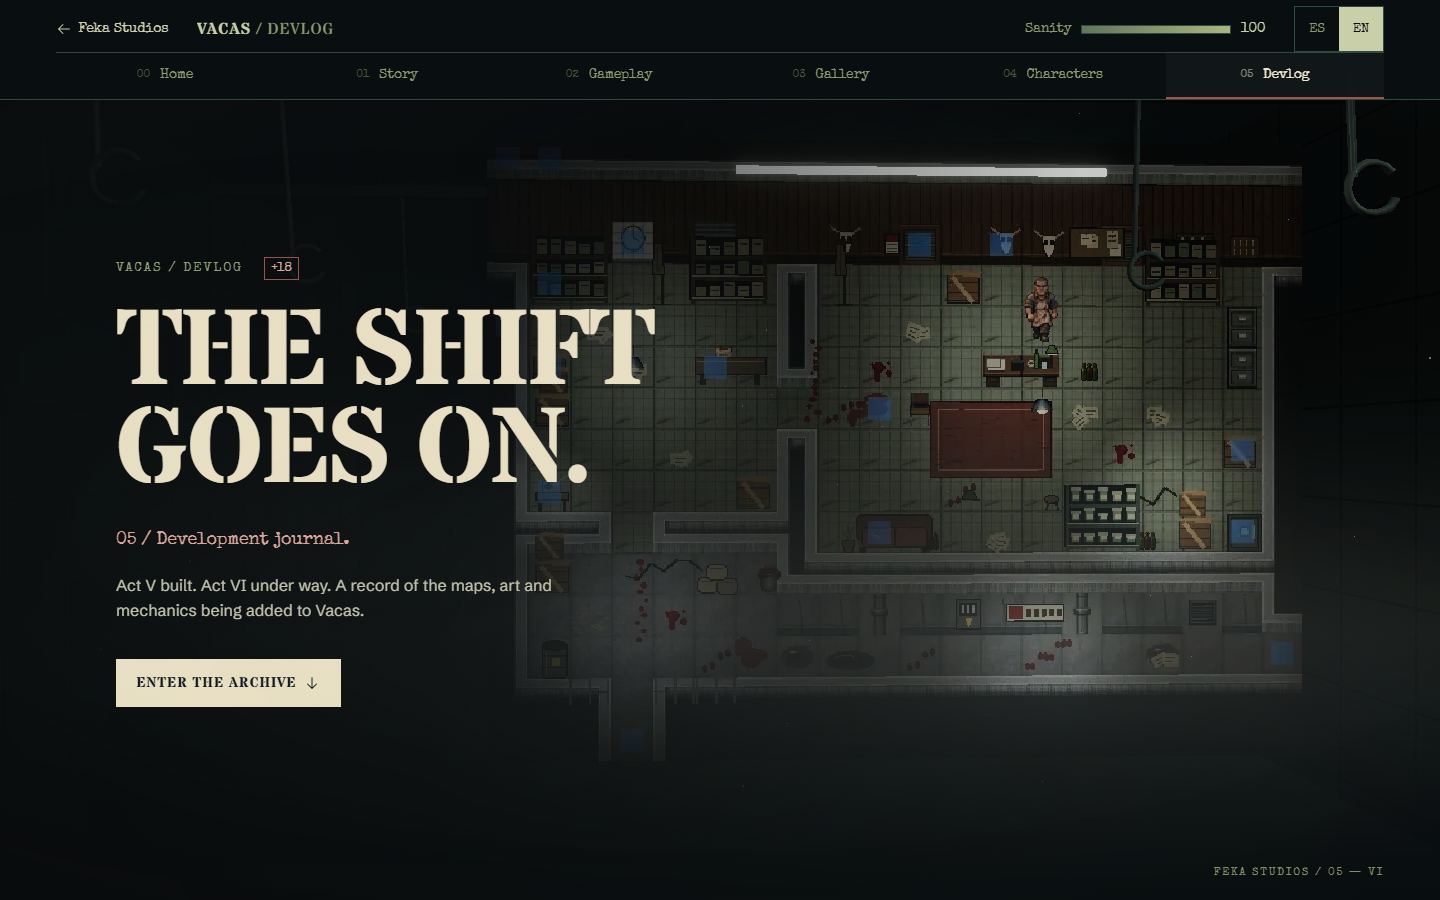 ← Feka Studios VACAS / DEVLOG Sanity 100 ES EN
00 Home 01 Story 02 Gameplay 03 Gallery 04 Characters 05 Devlog
VACAS / DEVLOG +18
THE SHIFT
GOES ON.
05 / Development journal.
Act V built. Act VI under way. A record of the maps, art and
mechanics being added to Vacas.
ENTER THE ARCHIVE ↓
FEKA STUDIOS / 05 — VI